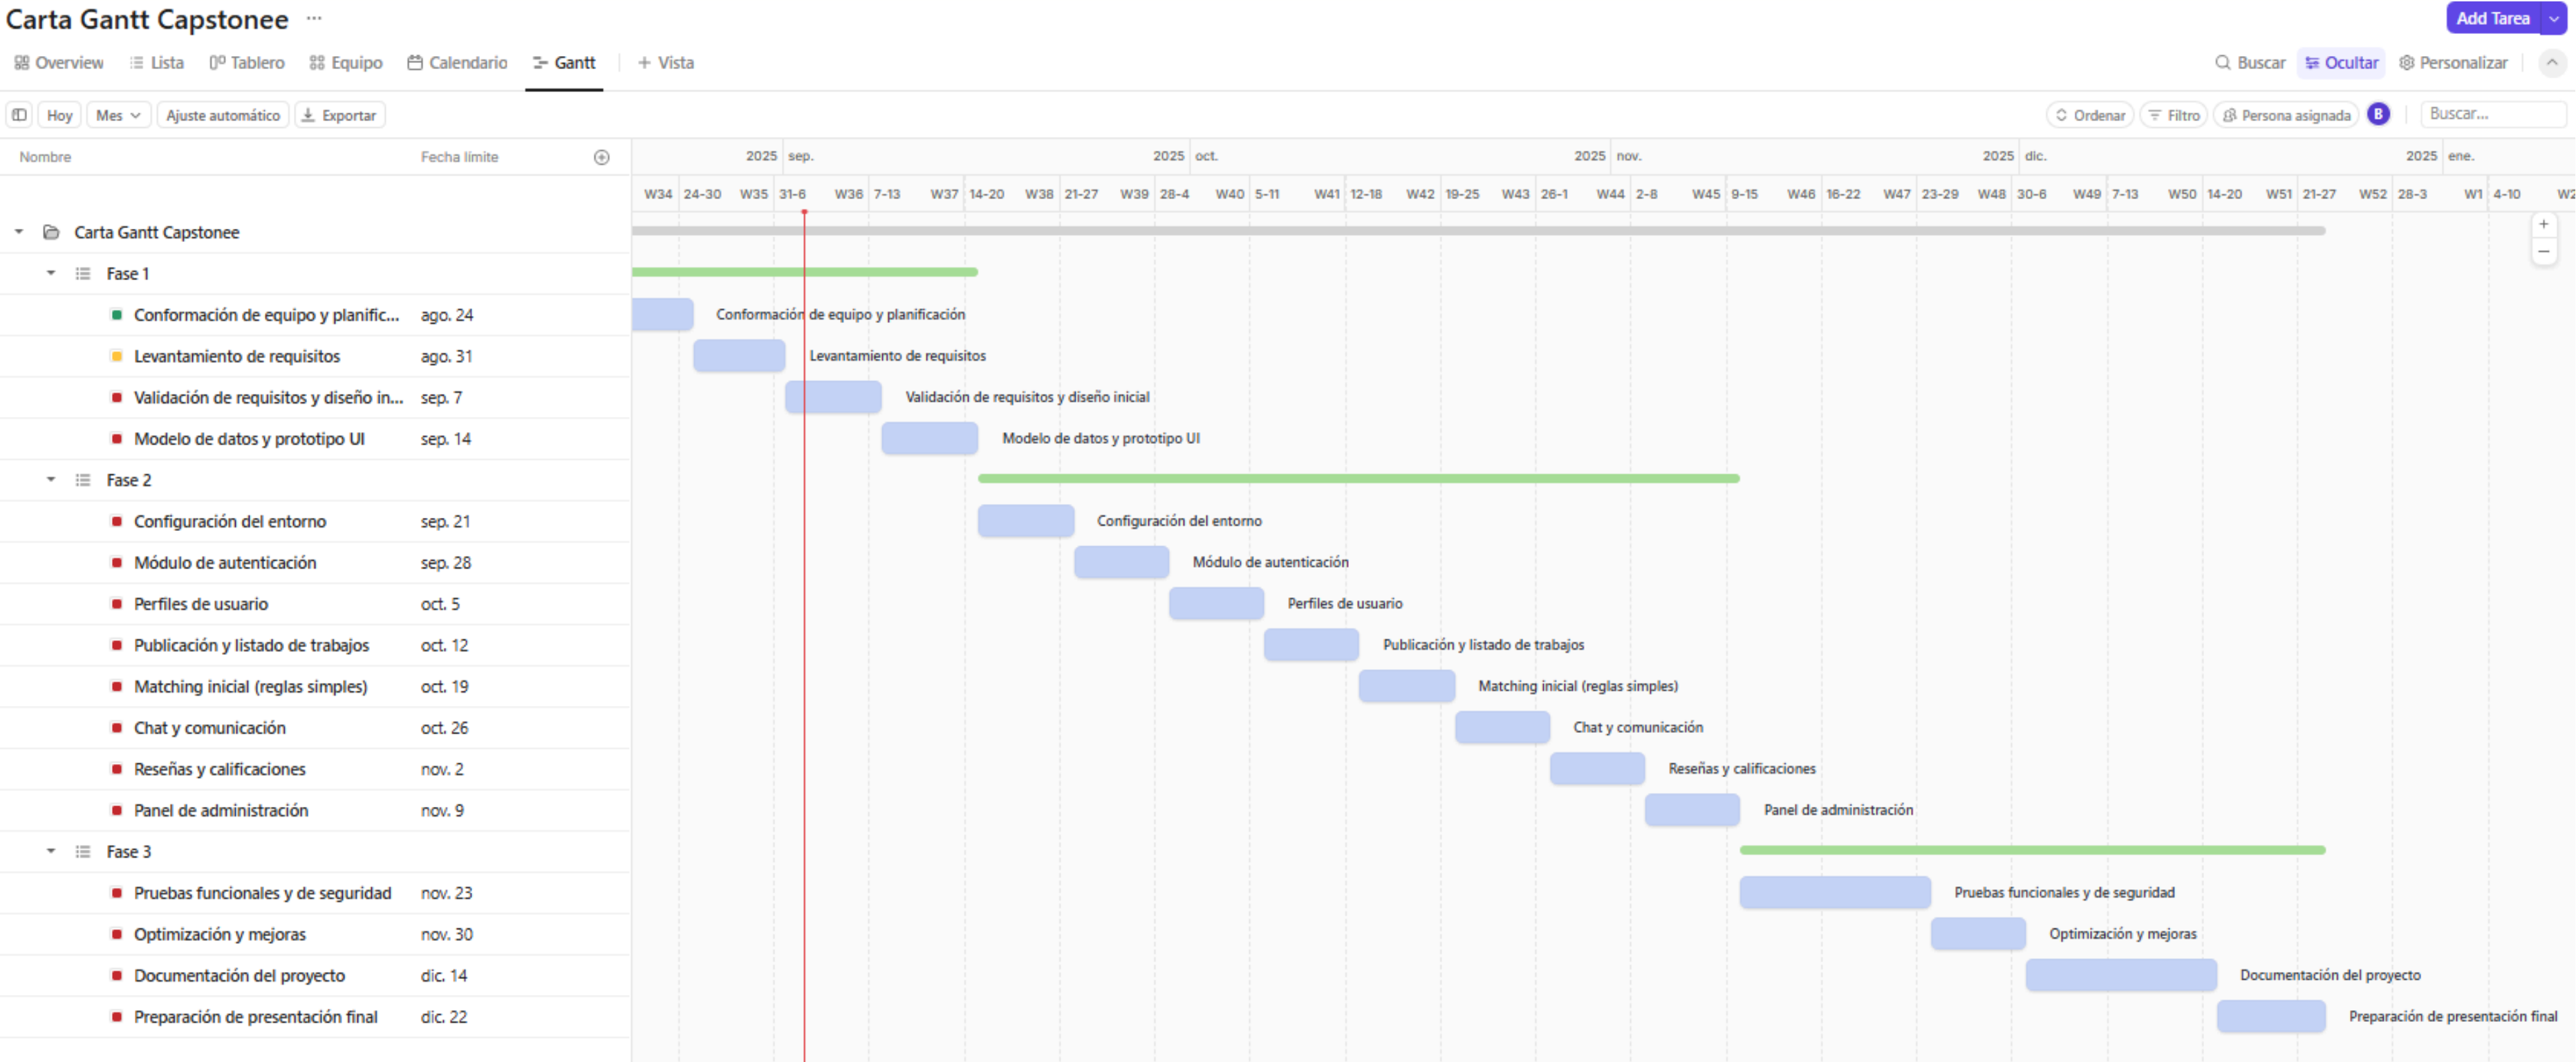 Carta Gantt Capstonee ...
Add Tarea
Overview Lista Tablero Equipo Calendario Gantt + Vista
Buscar Ocultar Personalizar
Hoy Mes Ajuste automático Exportar
Ordenar Filtro Persona asignada B Buscar...
Nombre Fecha límite
2025 sep. 2025 oct. 2025 nov. 2025 dic. 2025 ene.
W34 24-30 W35 31-6 W36 7-13 W37 14-20 W38 21-27 W39 28-4 W40 5-11 W41 12-18 W42 19-25 W43 26-1 W44 2-8 W45 9-15 W46 16-22 W47 23-29 W48 30-6 W49 7-13 W50 14-20 W51 21-27 W52 28-3 W1 4-10 W2
Carta Gantt Capstonee
Fase 1
Conformación de equipo y planific... ago. 24 Conformación de equipo y planificación
Levantamiento de requisitos ago. 31 Levantamiento de requisitos
Validación de requisitos y diseño in... sep. 7 Validación de requisitos y diseño inicial
Modelo de datos y prototipo UI sep. 14 Modelo de datos y prototipo UI
Fase 2
Configuración del entorno sep. 21 Configuración del entorno
Módulo de autenticación sep. 28 Módulo de autenticación
Perfiles de usuario oct. 5 Perfiles de usuario
Publicación y listado de trabajos oct. 12 Publicación y listado de trabajos
Matching inicial (reglas simples) oct. 19 Matching inicial (reglas simples)
Chat y comunicación oct. 26 Chat y comunicación
Reseñas y calificaciones nov. 2 Reseñas y calificaciones
Panel de administración nov. 9 Panel de administración
Fase 3
Pruebas funcionales y de seguridad nov. 23 Pruebas funcionales y de seguridad
Optimización y mejoras nov. 30 Optimización y mejoras
Documentación del proyecto dic. 14 Documentación del proyecto
Preparación de presentación final dic. 22 Preparación de presentación final